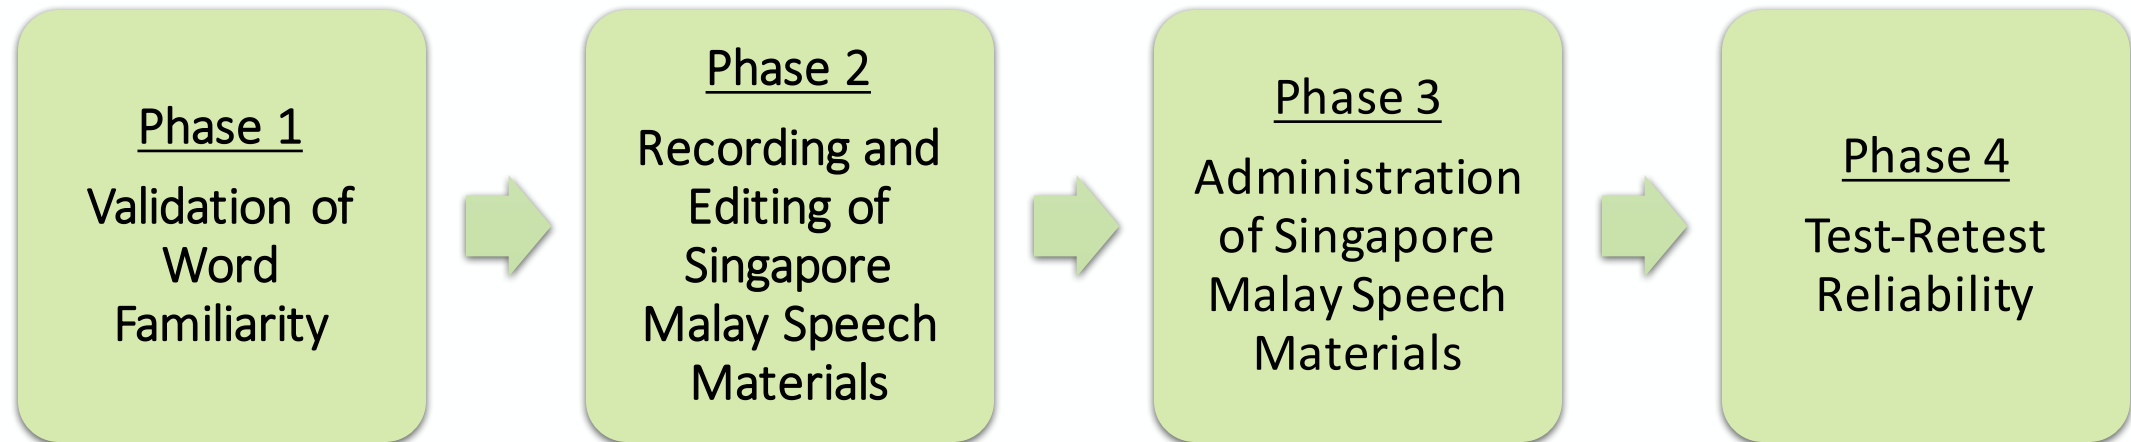 Phase 1
Validation of
Word
Familiarity
Phase 2
Recording and
Editing of
Singapore
Malay Speech
Materials
Phase 3
Administration
of Singapore
Malay Speech
Materials
Phase 4
Test-Retest
Reliability